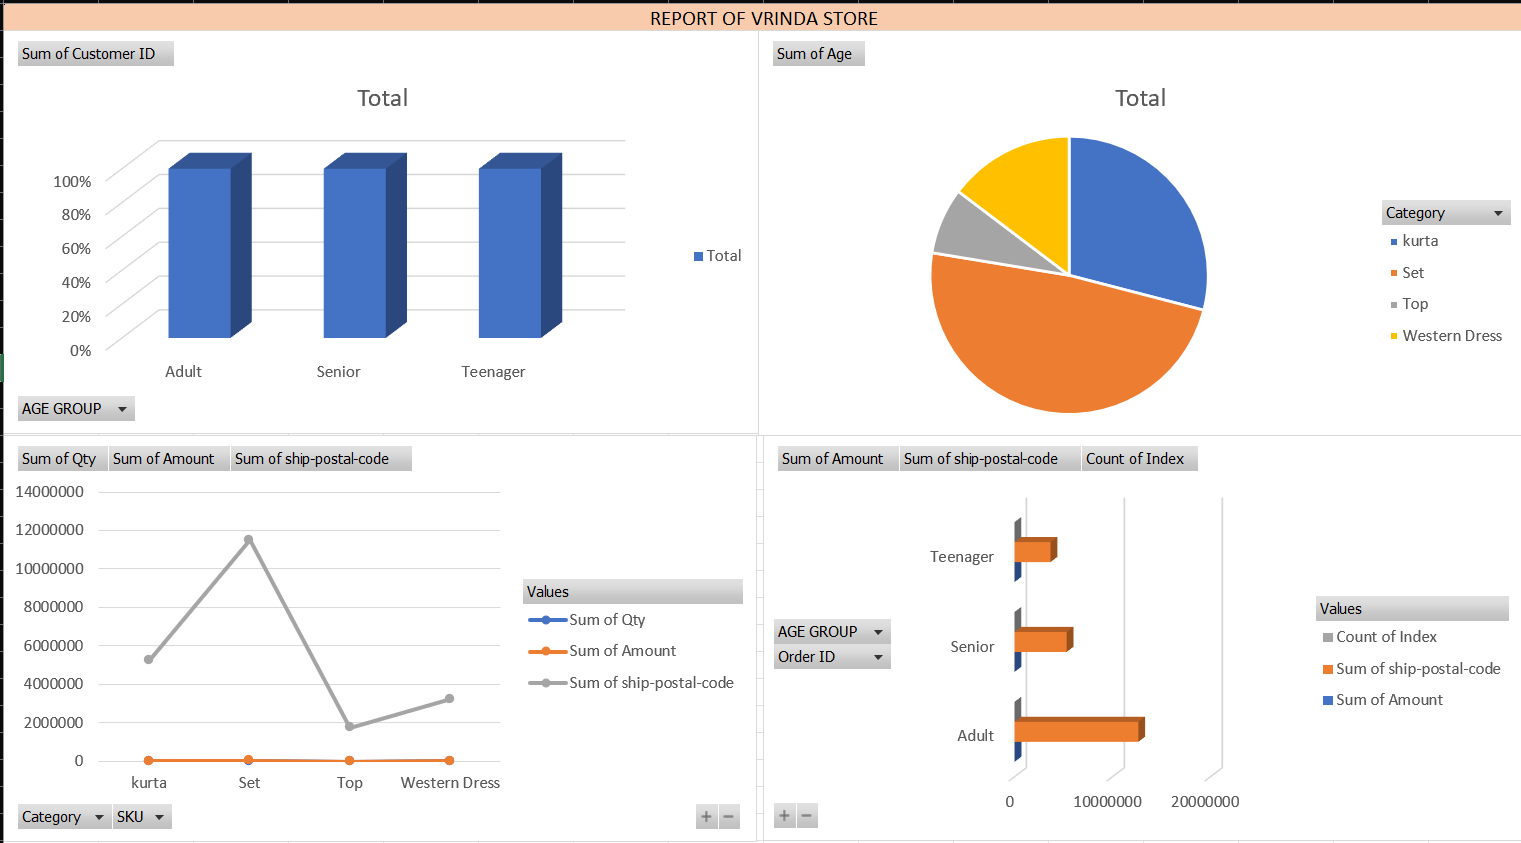 REPORT OF VRINDA STORE
Sum of Customer ID
Total
100%
80%
60%
40%
20%
0%
Adult Senior Teenager
Total
AGE GROUP
Sum of Age
Total
Category
kurta
Set
Top
Western Dress
Sum of Qty Sum of Amount Sum of ship-postal-code
14000000
12000000
10000000
8000000
6000000
4000000
2000000
0
kurta Set Top Western Dress
Values
Sum of Qty
Sum of Amount
Sum of ship-postal-code
Category SKU
+ −
Sum of Amount Sum of ship-postal-code Count of Index
Teenager
Senior
Adult
0 10000000 20000000
AGE GROUP
Order ID
Values
Count of Index
Sum of ship-postal-code
Sum of Amount
+ −